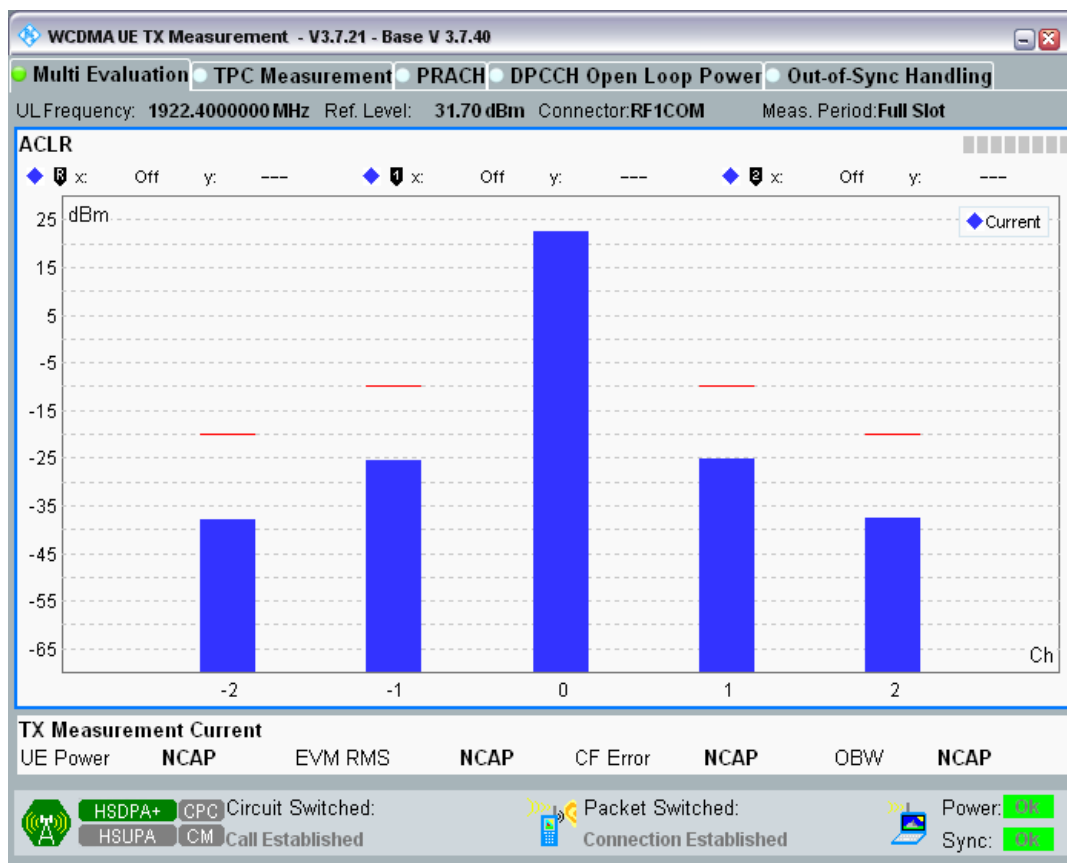 WCDMA UE TX Measurement - V3.7.21 - Base V 3.7.40
Multi Evaluation TPC Measurement PRACH DPCCH Open Loop Power Out-of-Sync Handling
UL Frequency: 1922.4000000 MHz Ref. Level: 31.70 dBm Connector:RF1COM Meas. Period:Full Slot
ACLR
R x: Off y: --- 1 x: Off y: --- 2 x: Off y: ---
dBm
Current
25
15
5
-5
-15
-25
-35
-45
-55
-65
Ch
-2 -1 0 1 2
TX Measurement Current
UE Power NCAP EVM RMS NCAP CF Error NCAP OBW NCAP
HSDPA+ CPC Circuit Switched: Packet Switched: Power: Ok
HSUPA CM Call Established Connection Established Sync: Ok